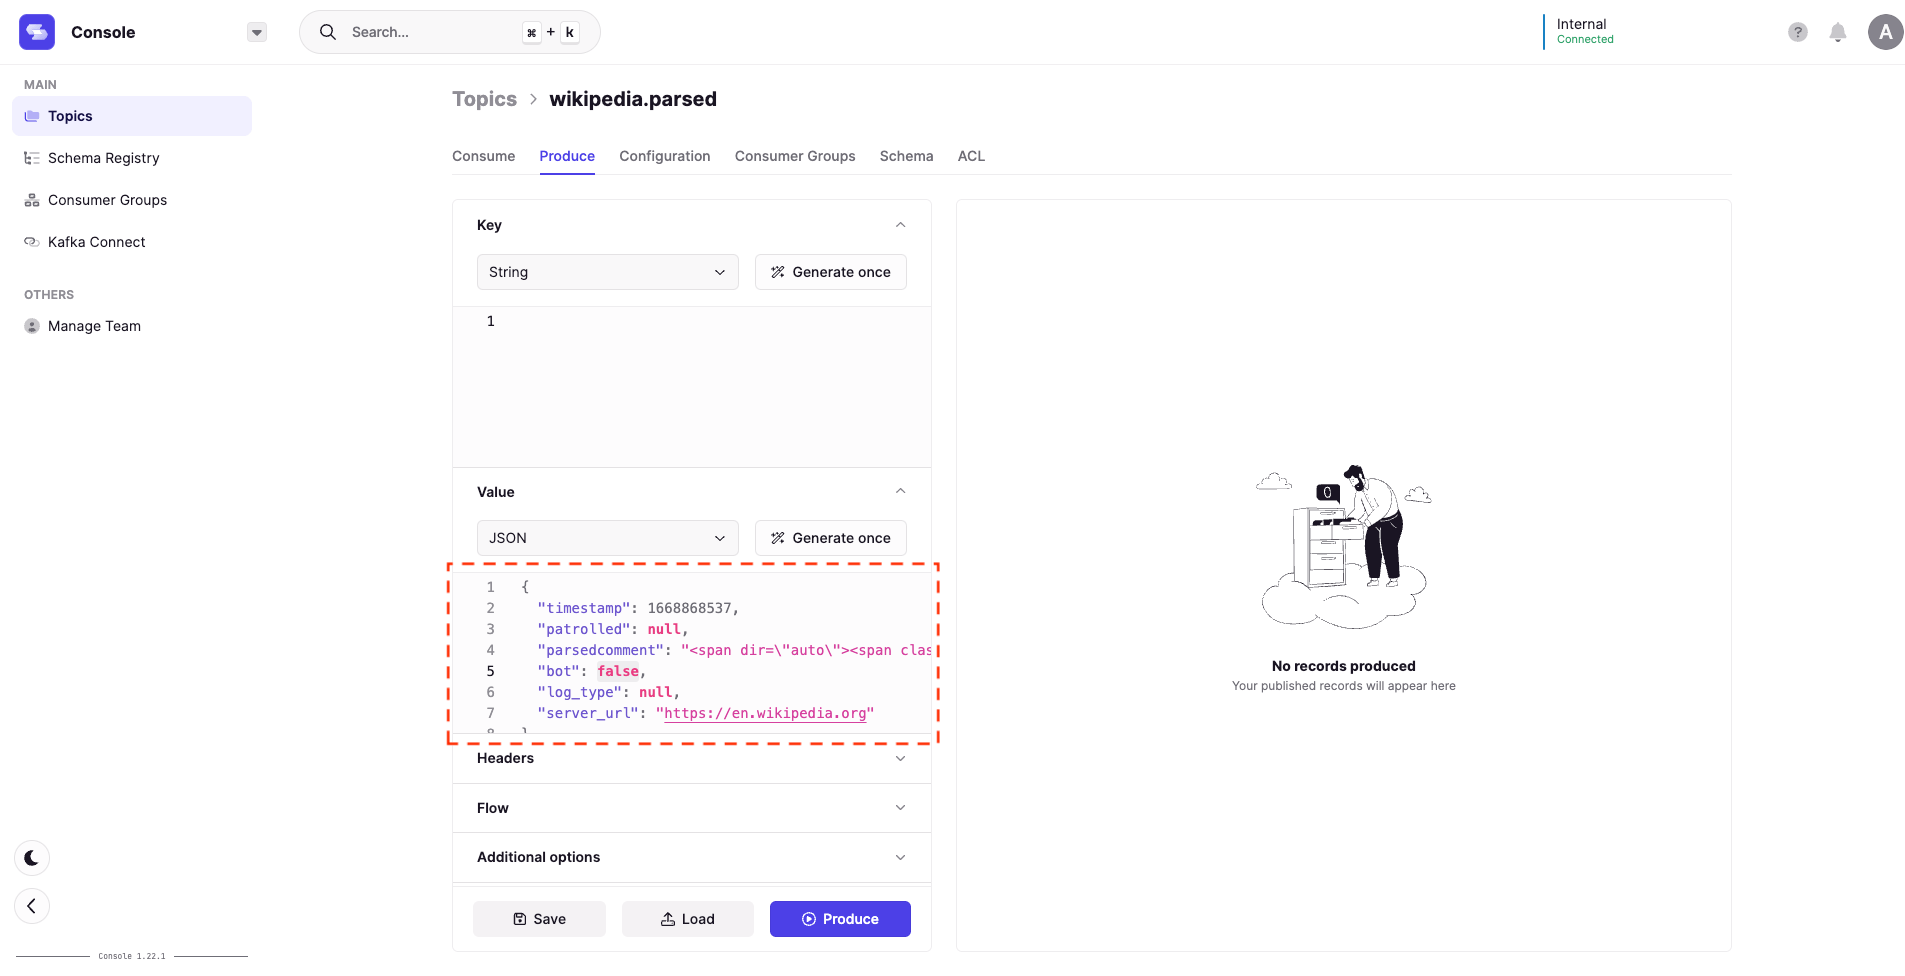 Console
Search...
⌘ + k
Internal
Connected
?
A
MAIN
Topics
Schema Registry
Consumer Groups
Kafka Connect
OTHERS
Manage Team
Topics > wikipedia.parsed
Consume Produce Configuration Consumer Groups Schema ACL
Key
String
Generate once
1
Value
JSON
Generate once
1 {
2 "timestamp": 1668868537,
3 "patrolled": null,
4 "parsedcomment": "<span dir=\"auto\"><span clas
5 "bot": false,
6 "log_type": null,
7 "server_url": "https://en.wikipedia.org"
8 }
Headers
Flow
Additional options
Save
Load
Produce
0
No records produced
Your published records will appear here
Console 1.22.1